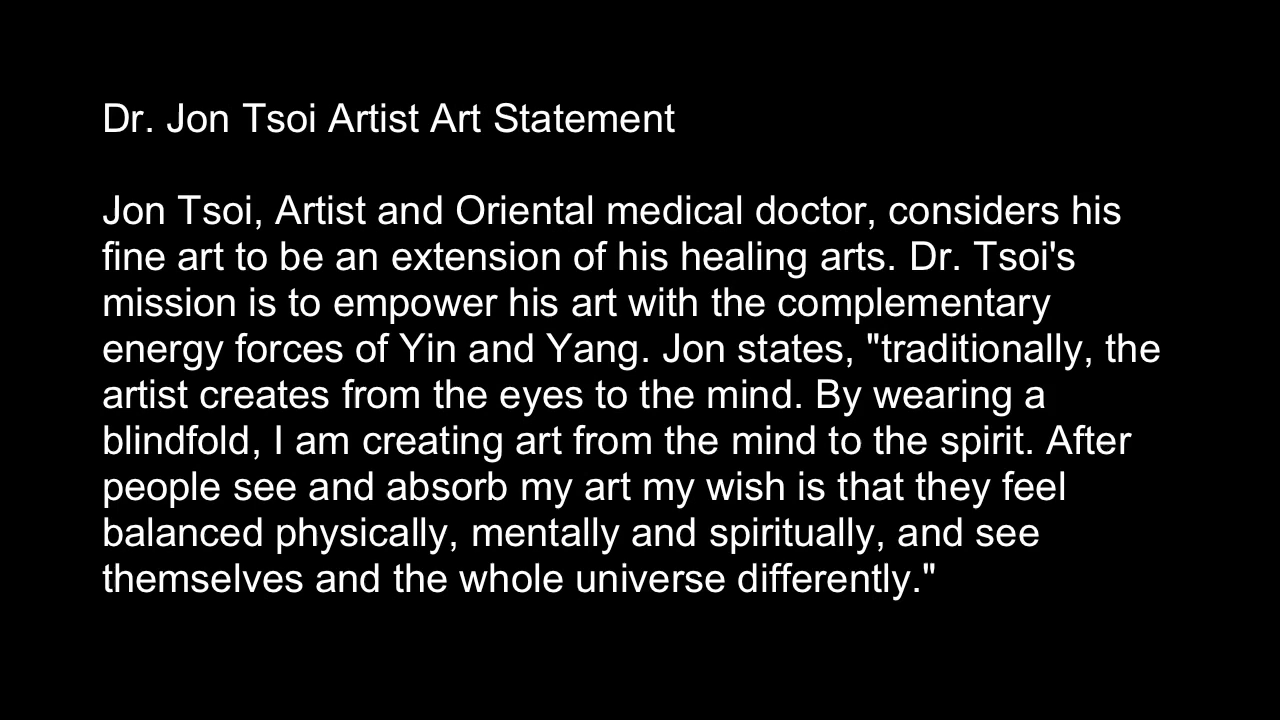 Dr. Jon Tsoi Artist Art Statement
Jon Tsoi, Artist and Oriental medical doctor, considers his
fine art to be an extension of his healing arts. Dr. Tsoi's
mission is to empower his art with the complementary
energy forces of Yin and Yang. Jon states, "traditionally, the
artist creates from the eyes to the mind. By wearing a
blindfold, I am creating art from the mind to the spirit. After
people see and absorb my art my wish is that they feel
balanced physically, mentally and spiritually, and see
themselves and the whole universe differently."